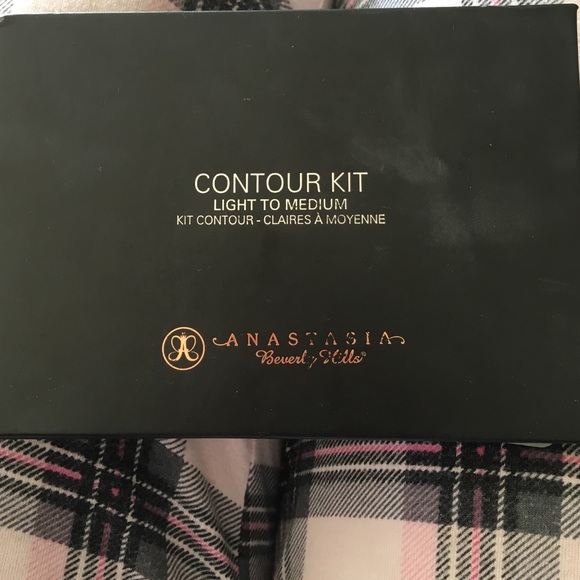 CONTOUR KIT
LIGHT TO MEDIUM
KIT CONTOUR - CLAIRES À MOYENNE
ANASTASIA
Beverly Hills®